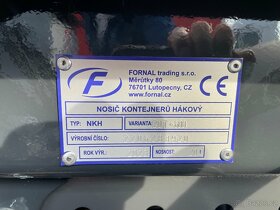 FORNAL trading s.r.o.
Měrůtky 80
76701 Lutopecny, CZ
www.fornal.cz
F
CE
NOSIČ KONTEJNERŮ HÁKOVÝ
TYP: NKH VARIANTA:
VÝROBNÍ ČÍSLO:
ROK VÝR. NOSNOST